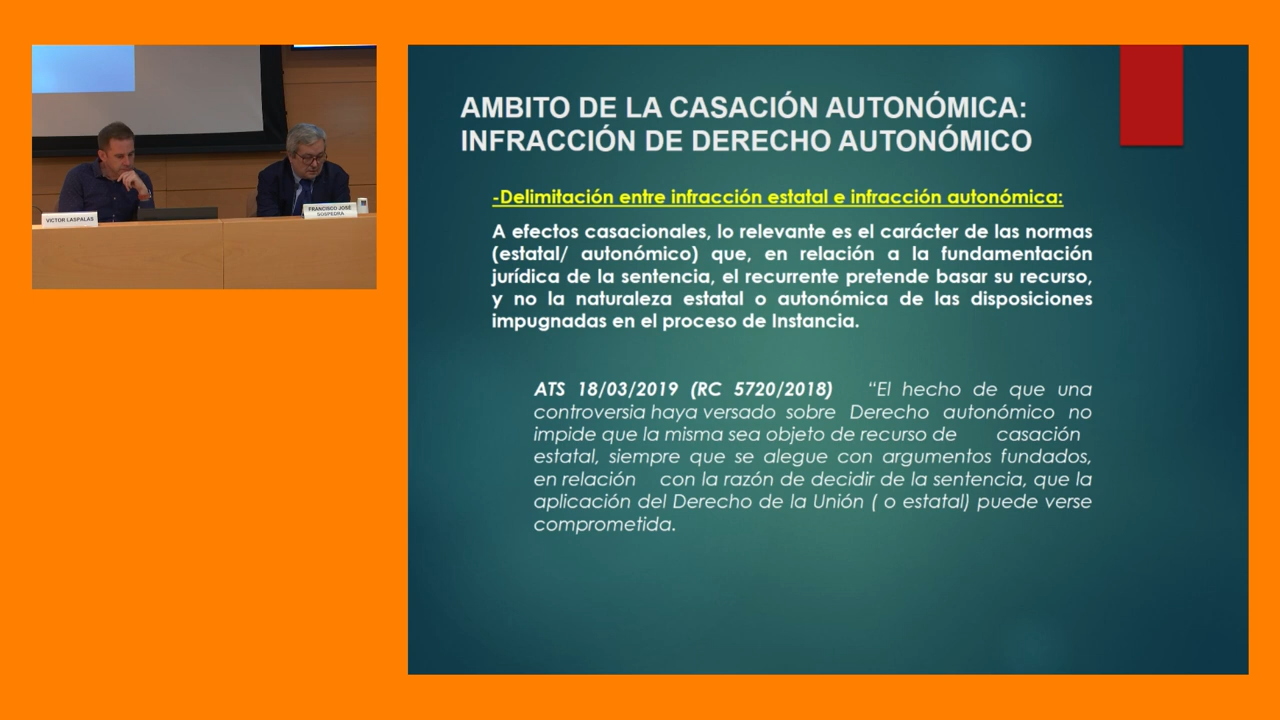 VICTOR LASPALAS
FRANCISCO JOSÉ
SOSPEDRA
AMBITO DE LA CASACIÓN AUTONÓMICA:
INFRACCIÓN DE DERECHO AUTONÓMICO
-Delimitación entre infracción estatal e infracción autonómica:
A efectos casacionales, lo relevante es el carácter de las normas
(estatal/ autonómico) que, en relación a la fundamentación
jurídica de la sentencia, el recurrente pretende basar su recurso,
y no la naturaleza estatal o autonómica de las disposiciones
impugnadas en el proceso de Instancia.
ATS 18/03/2019 (RC 5720/2018) “El hecho de que una
controversia haya versado sobre Derecho autonómico no
impide que la misma sea objeto de recurso de casación
estatal, siempre que se alegue con argumentos fundados,
en relación con la razón de decidir de la sentencia, que la
aplicación del Derecho de la Unión ( o estatal) puede verse
comprometida.